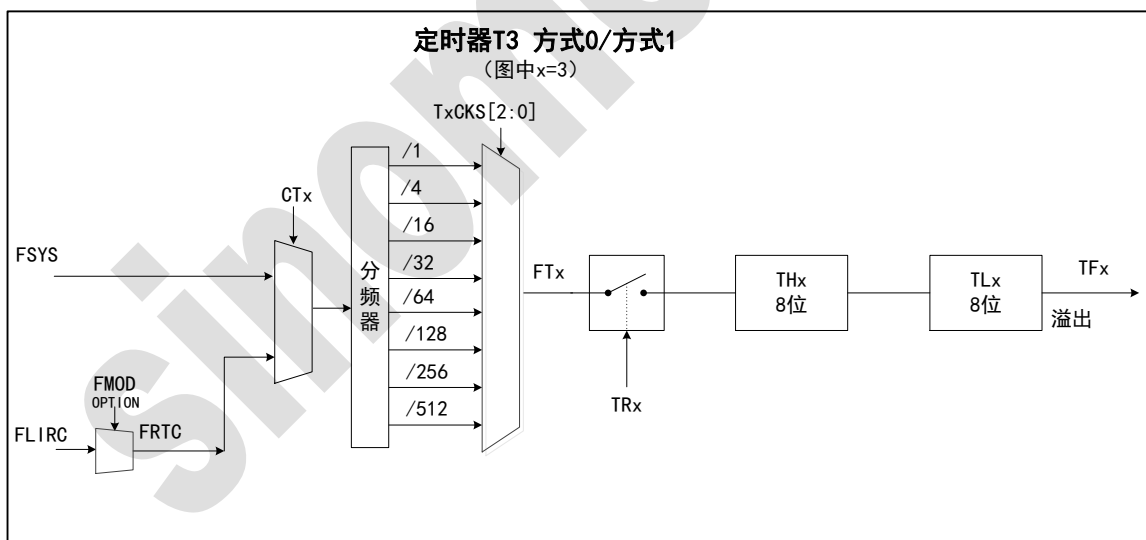 定时器T3 方式0/方式1
(图中x=3)
TxCKS[2:0]
/1
/4
/16
/32
/64
/128
/256
/512
CTx
FSYS
分
频
器
FTx
THx
8位
TLx
8位
TFx
溢出
TRx
FMOD
OPTION
FLIRC
FRTC